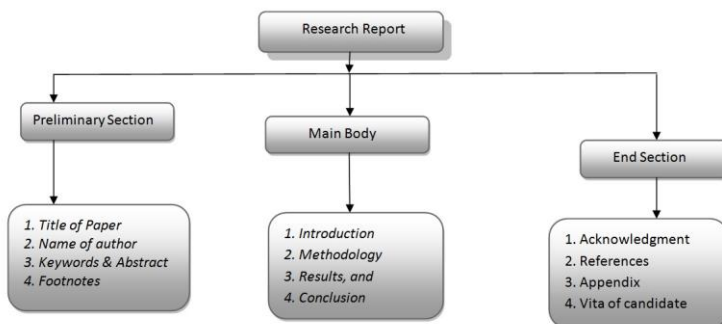 Research Report
Preliminary Section
Main Body
End Section
1. Title of Paper
2. Name of author
3. Keywords & Abstract
4. Footnotes
1. Introduction
2. Methodology
3. Results, and
4. Conclusion
1. Acknowledgment
2. References
3. Appendix
4. Vita of candidate